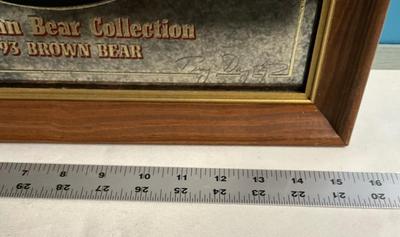 n Bear Collection
93 BROWN BEAR
7 8 9 10 11 12 13 14 15 16
29 28 27 26 25 24 23 22 21 20